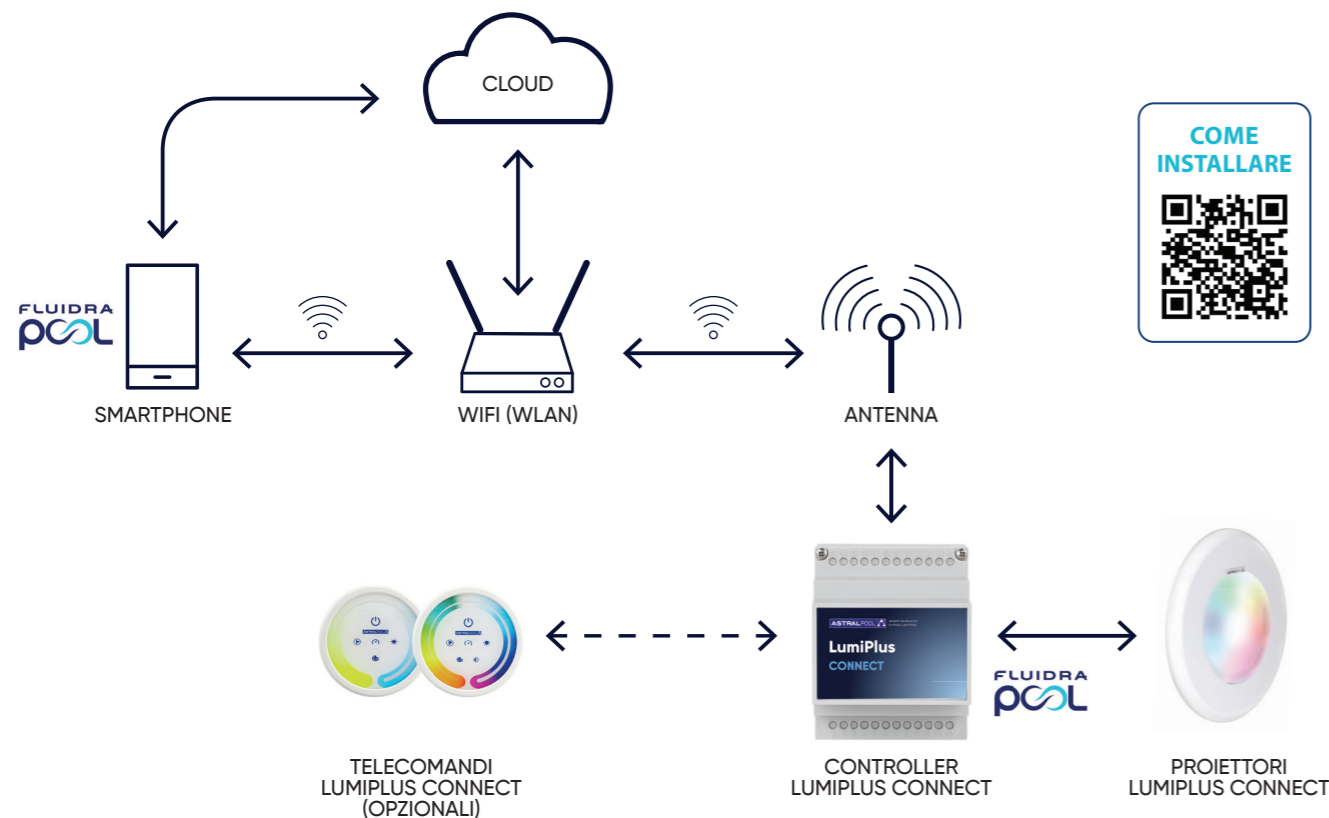 CLOUD
COME
INSTALLARE
FLUIDRA
POOL
SMARTPHONE
WIFI (WLAN)
ANTENNA
ASTRALPOOL
LumiPlus
CONNECT
FLUIDRA
POOL
TELECOMANDI
LUMIPLUS CONNECT
(OPZIONALI)
CONTROLLER
LUMIPLUS CONNECT
PROIETTORI
LUMIPLUS CONNECT